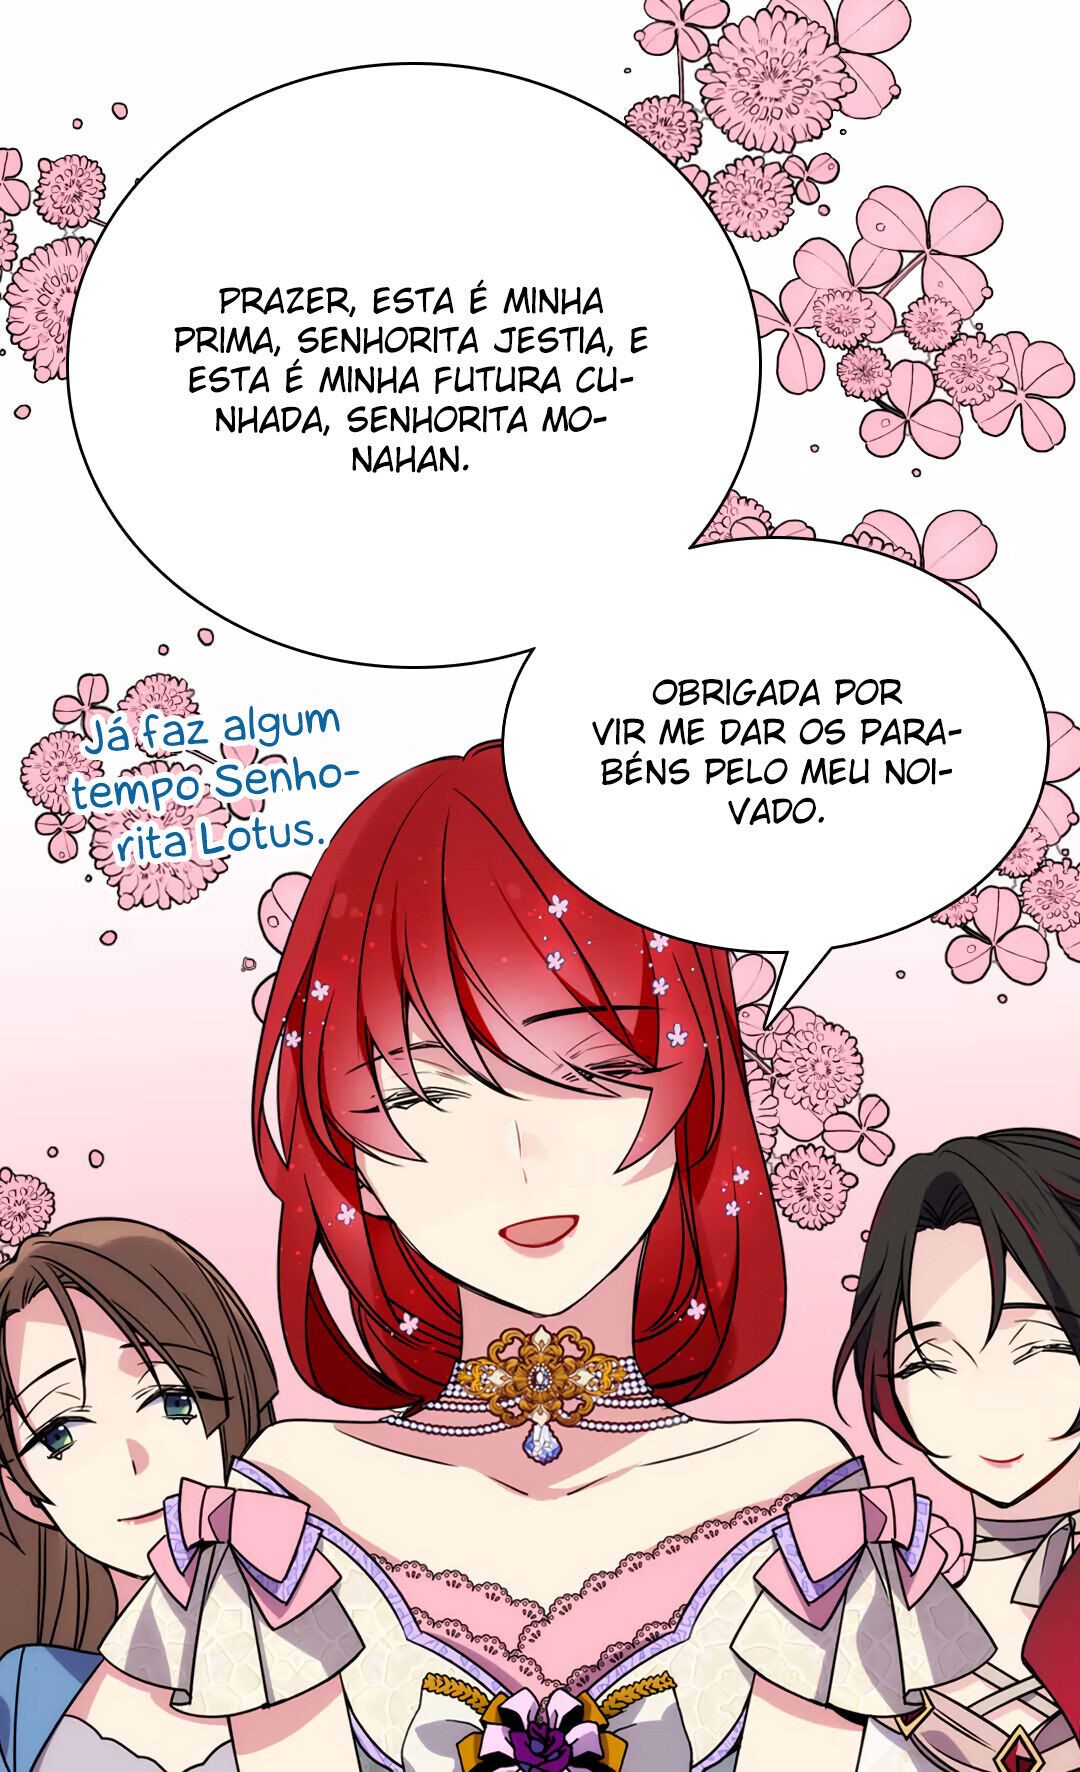 PRAZER, ESTA É MINHA
PRIMA, SENHORITA JESTIA, E
ESTA É MINHA FUTURA CU-
NHADA, SENHORITA MO-
NAHAN.
OBRIGADA POR
VIR ME DAR OS PARA-
BÉNS PELO MEU NOI-
VADO.
Já faz algum
tempo Senho-
rita Lotus.